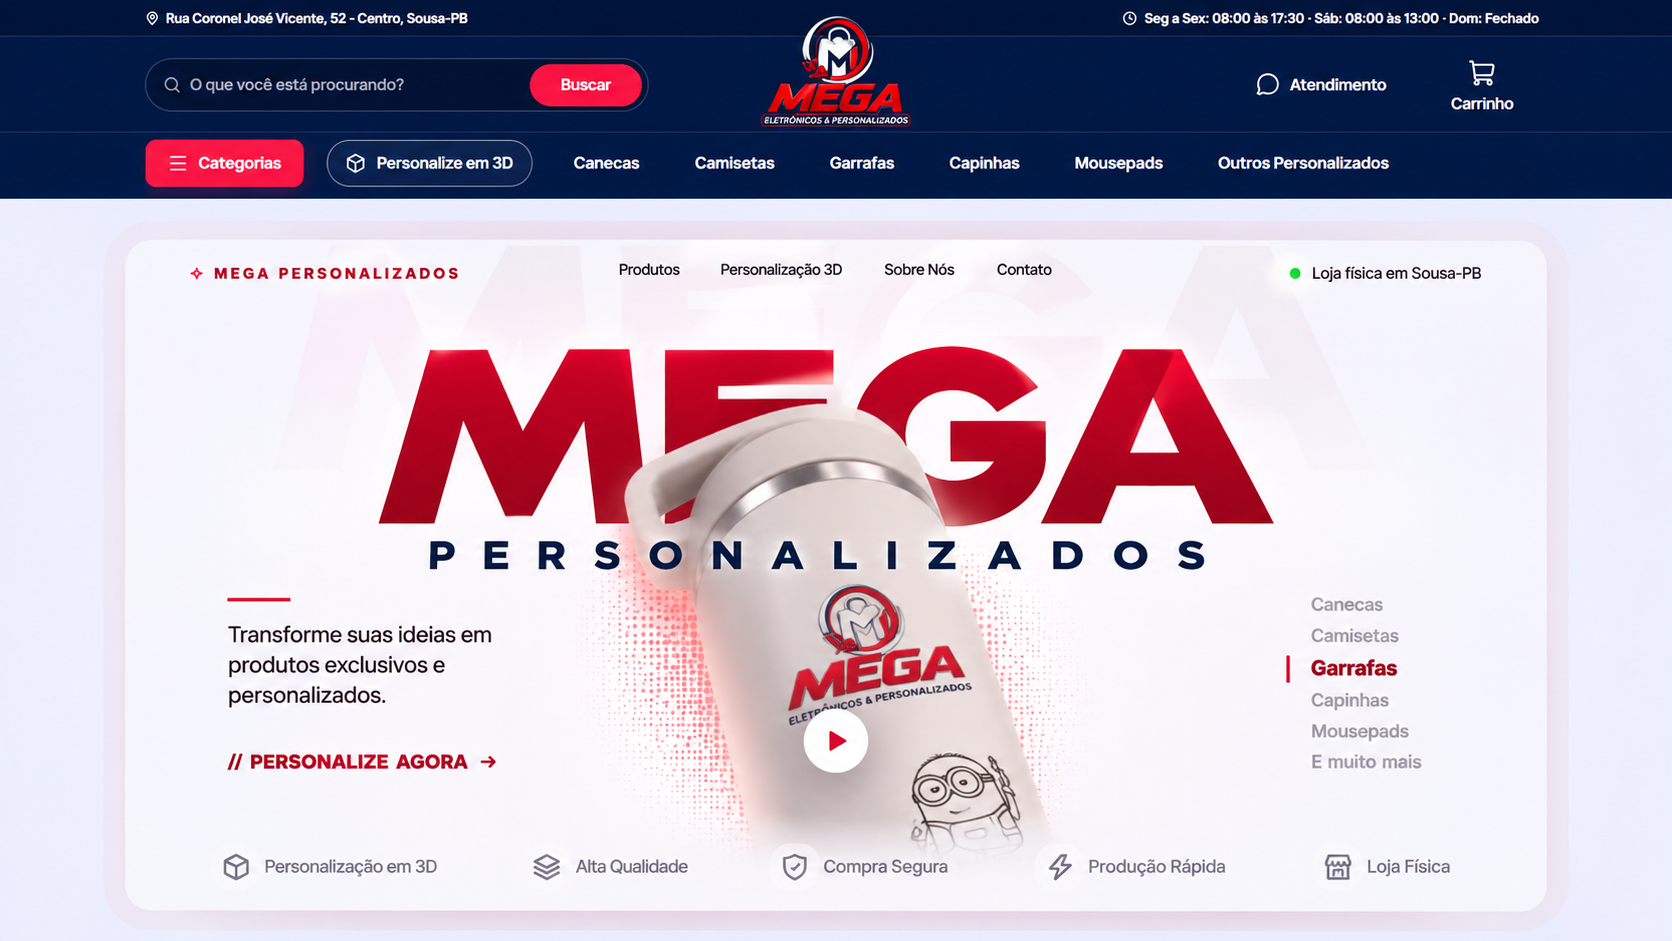 Rua Coronel José Vicente, 52 - Centro, Sousa-PB
Seg a Sex: 08:00 às 17:30 · Sáb: 08:00 às 13:00 · Dom: Fechado
O que você está procurando?
Buscar
MEGA
ELETRÔNICOS & PERSONALIZADOS
Atendimento
Carrinho
Categorias
Personalize em 3D
Canecas
Camisetas
Garrafas
Capinhas
Mousepads
Outros Personalizados
MEGA PERSONALIZADOS
Produtos
Personalização 3D
Sobre Nós
Contato
Loja física em Sousa-PB
MEGA
MEGA
PERSONALIZADOS
Transforme suas ideias em
produtos exclusivos e
personalizados.
// PERSONALIZE AGORA →
MEGA
ELETRÔNICOS & PERSONALIZADOS
Canecas
Camisetas
Garrafas
Capinhas
Mousepads
E muito mais
Personalização em 3D
Alta Qualidade
Compra Segura
Produção Rápida
Loja Física